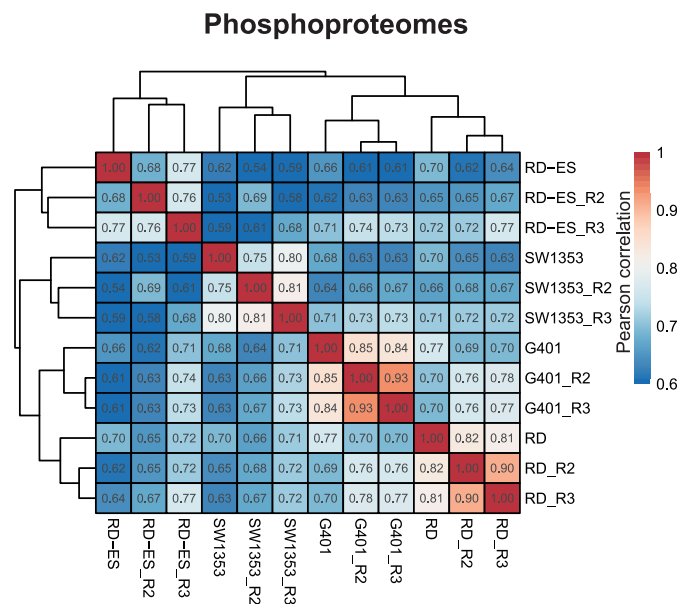 Phosphoproteomes
1.00 0.68 0.77 0.62 0.54 0.59 0.66 0.61 0.61 0.70 0.62 0.64 RD-ES
0.68 1.00 0.76 0.53 0.69 0.58 0.62 0.63 0.63 0.65 0.65 0.67 RD-ES_R2
0.77 0.76 1.00 0.59 0.61 0.68 0.71 0.74 0.73 0.72 0.72 0.77 RD-ES_R3
0.62 0.53 0.59 1.00 0.75 0.80 0.68 0.63 0.63 0.70 0.65 0.63 SW1353
0.54 0.69 0.61 0.75 1.00 0.81 0.64 0.66 0.67 0.66 0.68 0.67 SW1353_R2
0.59 0.58 0.68 0.80 0.81 1.00 0.71 0.73 0.73 0.71 0.72 0.72 SW1353_R3
0.66 0.62 0.71 0.68 0.64 0.71 1.00 0.85 0.84 0.77 0.69 0.70 G401
0.61 0.63 0.74 0.63 0.66 0.73 0.85 1.00 0.93 0.70 0.76 0.78 G401_R2
0.61 0.63 0.73 0.63 0.67 0.73 0.84 0.93 1.00 0.70 0.76 0.77 G401_R3
0.70 0.65 0.72 0.70 0.66 0.71 0.77 0.70 0.70 1.00 0.82 0.81 RD
0.62 0.65 0.72 0.65 0.68 0.72 0.69 0.76 0.76 0.82 1.00 0.90 RD_R2
0.64 0.67 0.77 0.63 0.67 0.72 0.70 0.78 0.77 0.81 0.90 1.00 RD_R3
RD-ES
RD-ES_R2
RD-ES_R3
SW1353
SW1353_R2
SW1353_R3
G401
G401_R2
G401_R3
RD
RD_R2
RD_R3
Pearson correlation
1
0.9
0.8
0.7
0.6